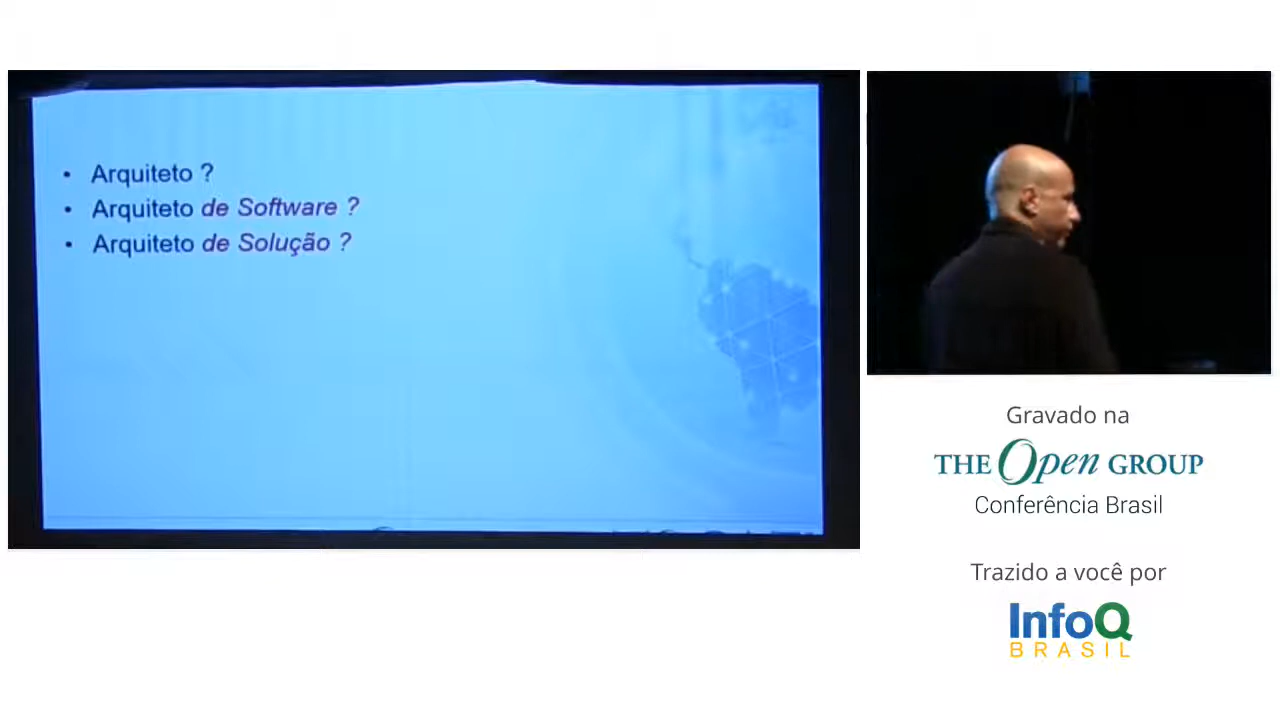 • Arquiteto ?
• Arquiteto de Software ?
• Arquiteto de Solução ?
Gravado na
THE Open GROUP
Conferência Brasil
Trazido a você por
InfoQ
BRASIL